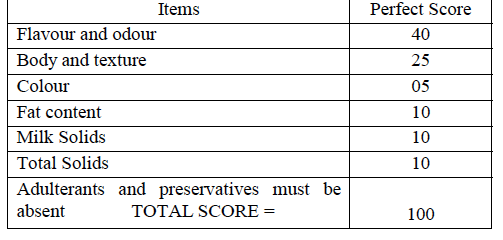 Items Perfect Score
Flavour and odour 40
Body and texture 25
Colour 05
Fat content 10
Milk Solids 10
Total Solids 10
Adulterants and preservatives must be
absent TOTAL SCORE = 100